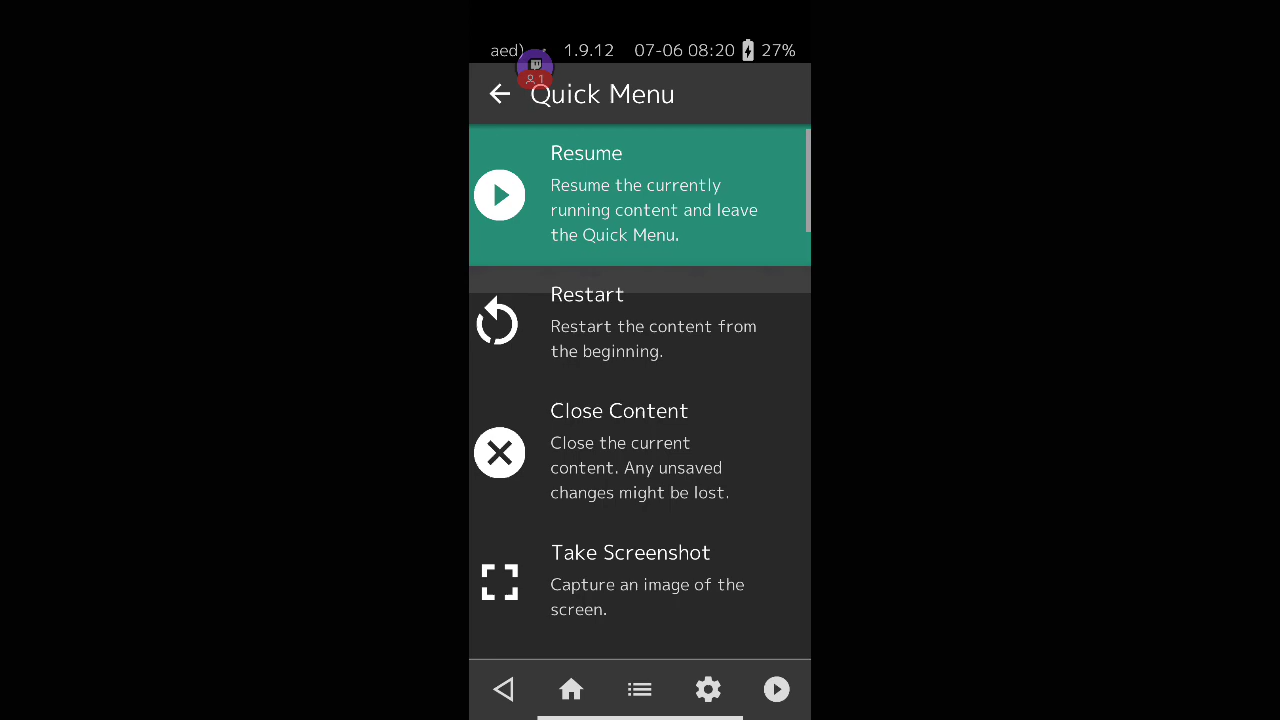 aed) 1.9.12 07-06 08:20 27%
1
Quick Menu
Resume
Resume the currently
running content and leave
the Quick Menu.
Restart
Restart the content from
the beginning.
Close Content
Close the current
content. Any unsaved
changes might be lost.
Take Screenshot
Capture an image of the
screen.